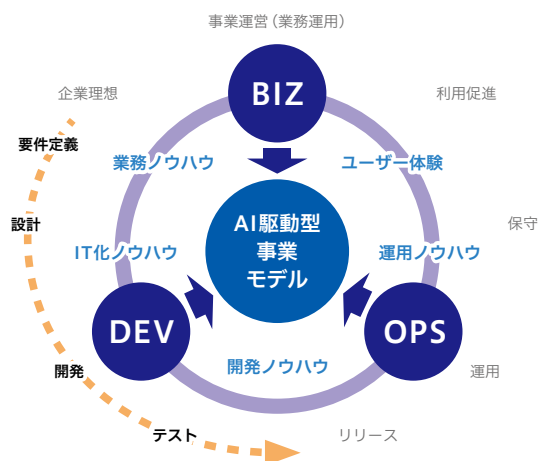 事業運営（業務運用）
BIZ
企業理想
利用促進
要件定義
業務ノウハウ
ユーザー体験
設計
AI駆動型
事業
モデル
保守
IT化ノウハウ
運用ノウハウ
DEV
OPS
開発
開発ノウハウ
運用
テスト
リリース